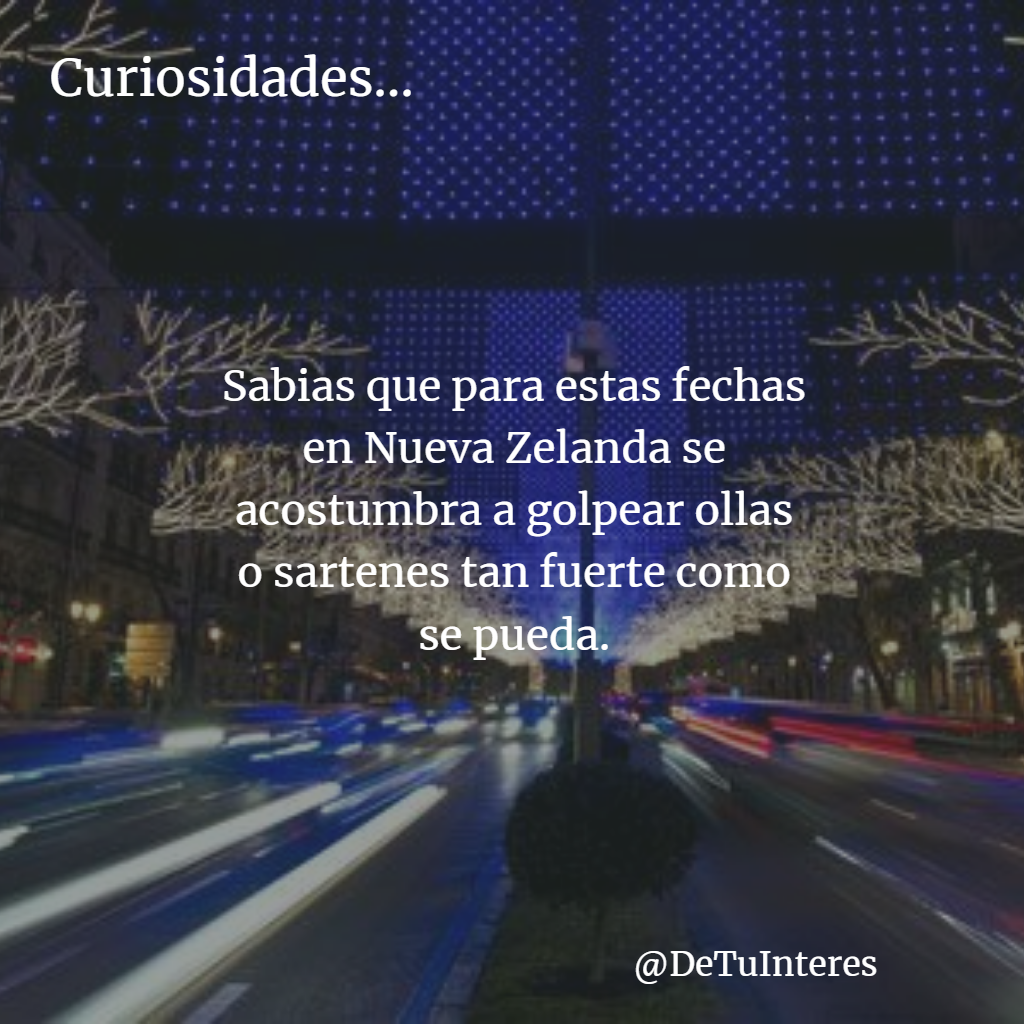 Curiosidades...
Sabias que para estas fechas
en Nueva Zelanda se
acostumbra a golpear ollas
o sartenes tan fuerte como
se pueda.
@DeTuInteres